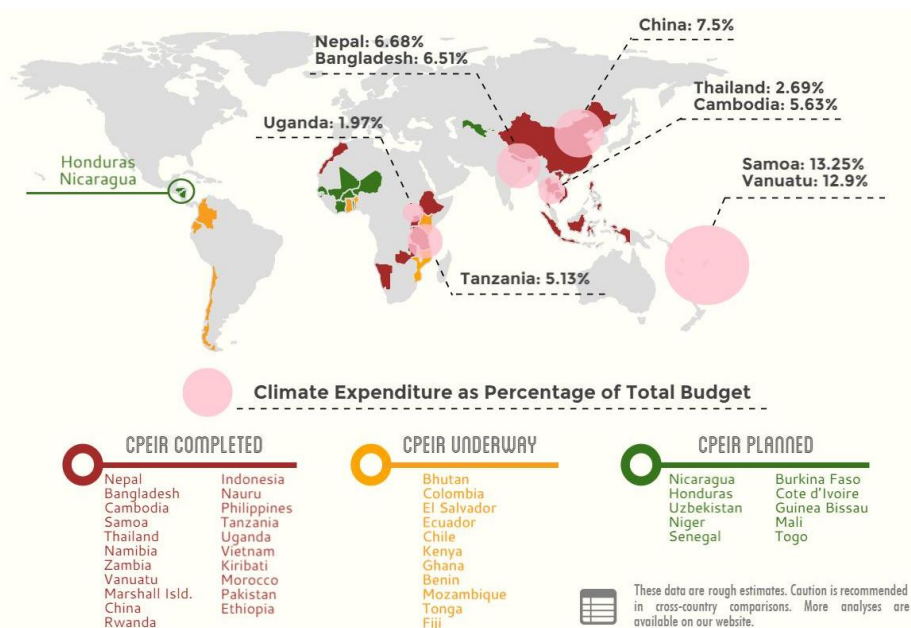 China: 7.5%
Nepal: 6.68%
Bangladesh: 6.51%
Thailand: 2.69%
Cambodia: 5.63%
Uganda: 1.97%
Honduras
Nicaragua
Samoa: 13.25%
Vanuatu: 12.9%
Tanzania: 5.13%
Climate Expenditure as Percentage of Total Budget
CPEIR COMPLETED
Nepal
Bangladesh
Cambodia
Samoa
Thailand
Namibia
Zambia
Vanuatu
Marshall Isld.
China
Rwanda
Indonesia
Nauru
Philippines
Tanzania
Uganda
Vietnam
Kiribati
Morocco
Pakistan
Ethiopia
CPEIR UNDERWAY
Bhutan
Colombia
El Salvador
Ecuador
Chile
Kenya
Ghana
Benin
Mozambique
Tonga
Fiji
CPEIR PLANNED
Nicaragua
Honduras
Uzbekistan
Niger
Senegal
Burkina Faso
Cote d'Ivoire
Guinea Bissau
Mali
Togo
These data are rough estimates. Caution is recommended
in cross-country comparisons. More analyses are
available on our website.